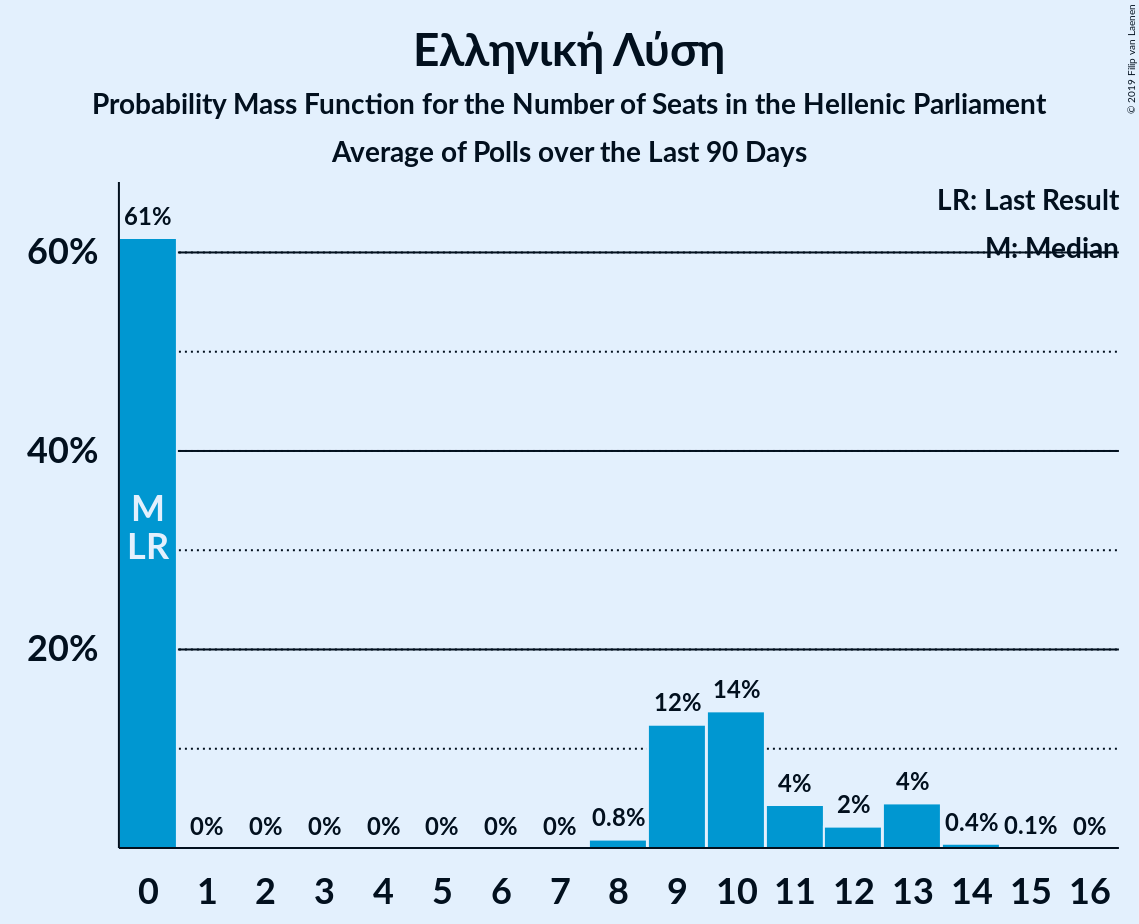 Ελληνική Λύση
Probability Mass Function for the Number of Seats in the Hellenic Parliament
Average of Polls over the Last 90 Days
© 2019 Filip van Laenen
LR: Last Result
M: Median
60%
40%
20%
61%
M
LR
0% 0% 0% 0% 0% 0% 0% 0.8% 12% 14% 4% 2% 4% 0.4% 0.1% 0%
0 1 2 3 4 5 6 7 8 9 10 11 12 13 14 15 16